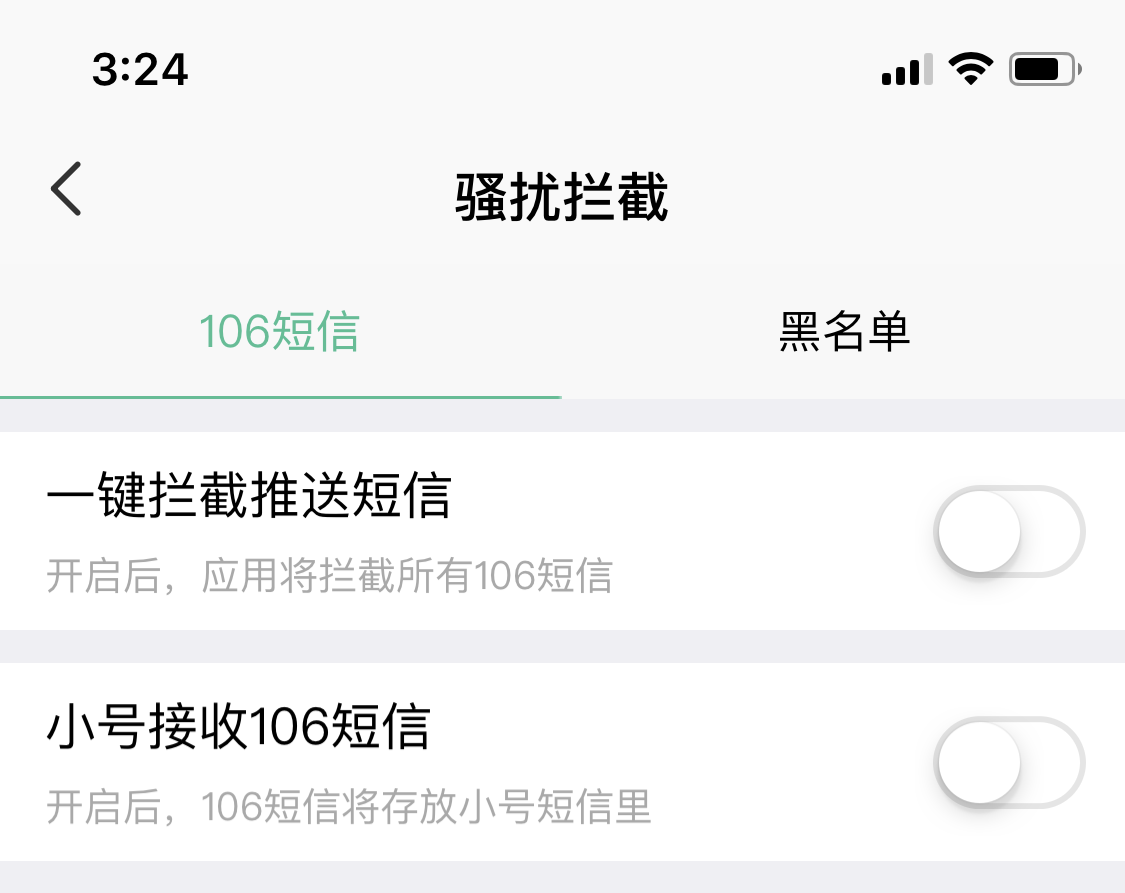 3:24
骚扰拦截
106短信
黑名单
一键拦截推送短信
开启后，应用将拦截所有106短信
小号接收106短信
开启后，106短信将存放小号短信里